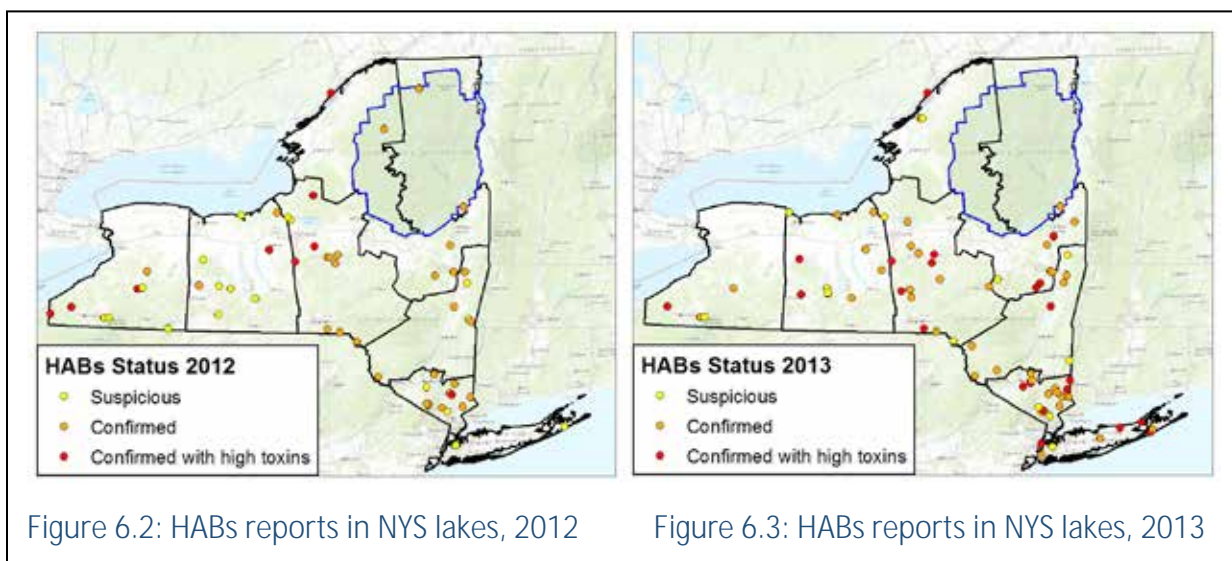 HABs Status 2012
Suspicious
Confirmed
Confirmed with high toxins
HABs Status 2013
Suspicious
Confirmed
Confirmed with high toxins
Figure 6.2: HABs reports in NYS lakes, 2012
Figure 6.3: HABs reports in NYS lakes, 2013